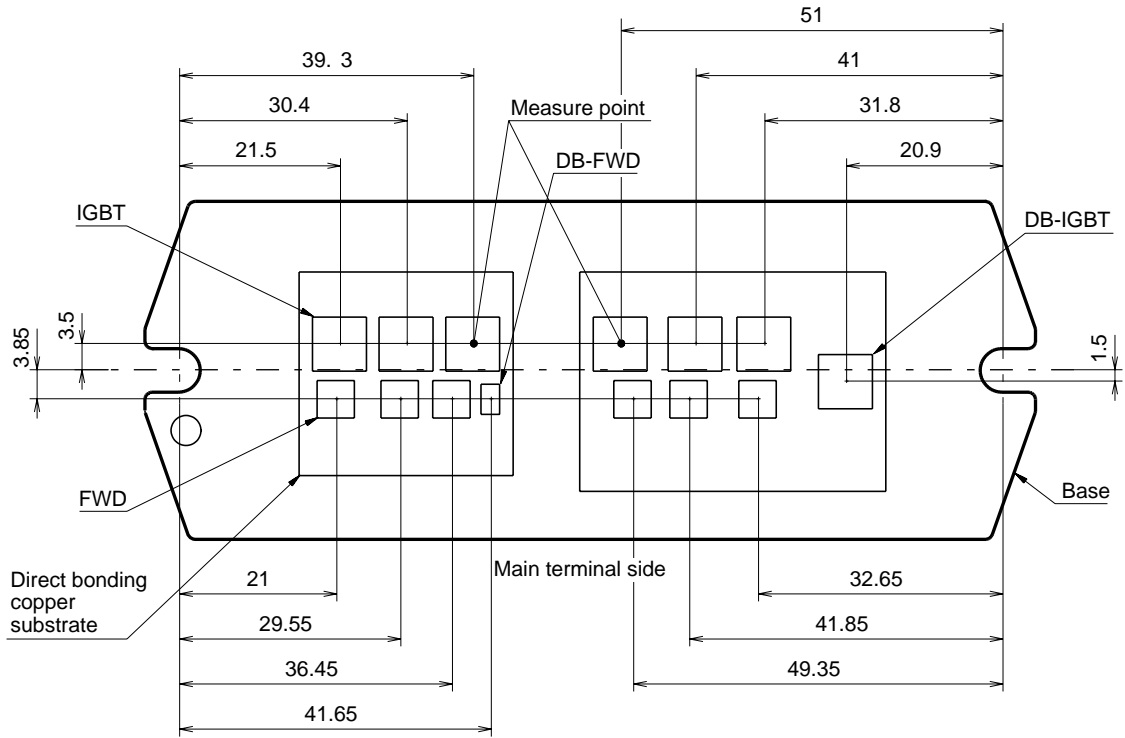 51
39. 3
41
30.4
Measure point
31.8
21.5
DB-FWD
20.9
IGBT
DB-IGBT
3.5
3.85
1.5
FWD
Base
Main terminal side
Direct bonding
copper
substrate
21
32.65
29.55
41.85
36.45
49.35
41.65